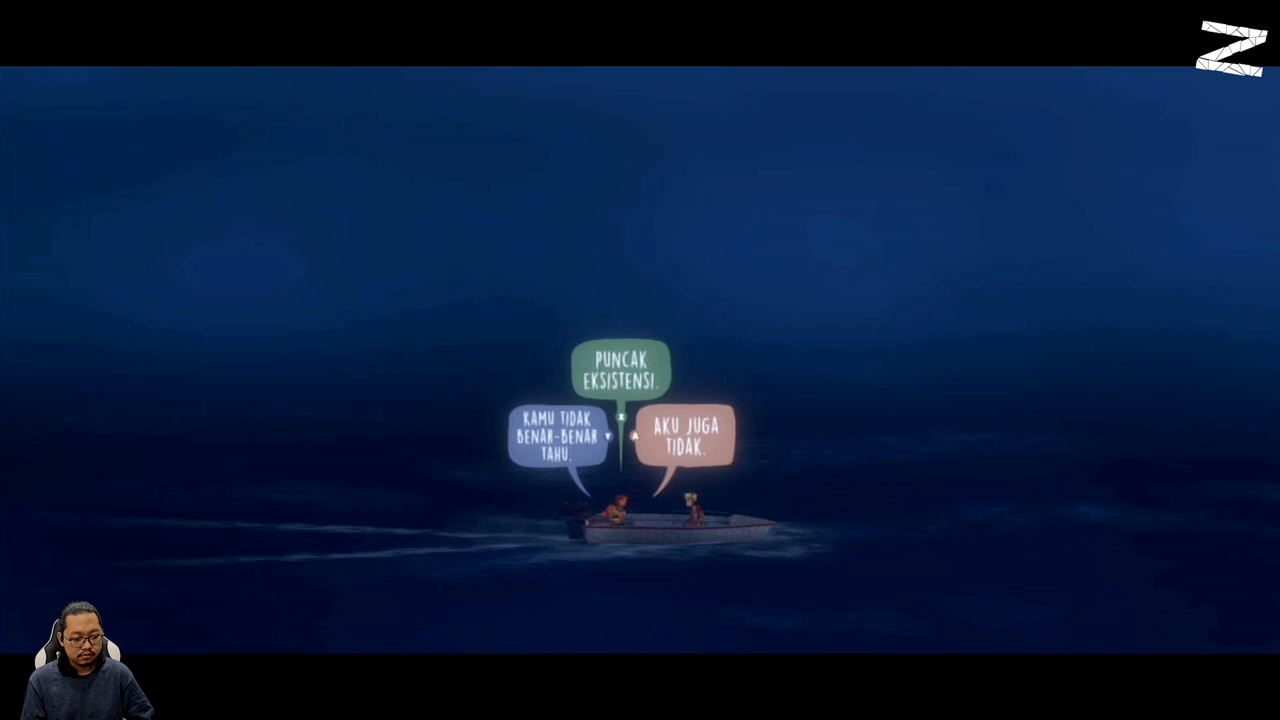 Z
PUNCAK
EKSISTENSI.
X
KAMU TIDAK
BENAR-BENAR
TAHU.
Y
AKU JUGA
TIDAK.
A